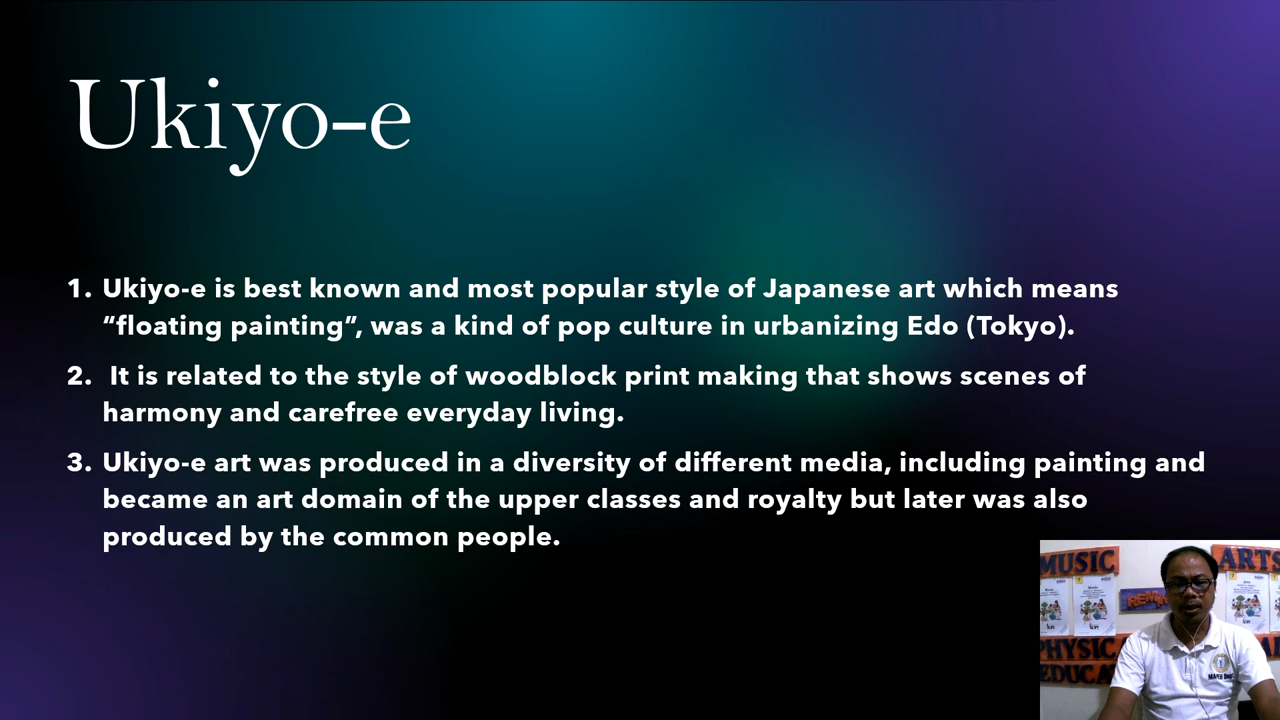 Ukiyo-e
1. Ukiyo-e is best known and most popular style of Japanese art which means
“floating painting”, was a kind of pop culture in urbanizing Edo (Tokyo).
2. It is related to the style of woodblock print making that shows scenes of
harmony and carefree everyday living.
3. Ukiyo-e art was produced in a diversity of different media, including painting and
became an art domain of the upper classes and royalty but later was also
produced by the common people.
MUSIC
ARTS
PHYSICA
EDUCA